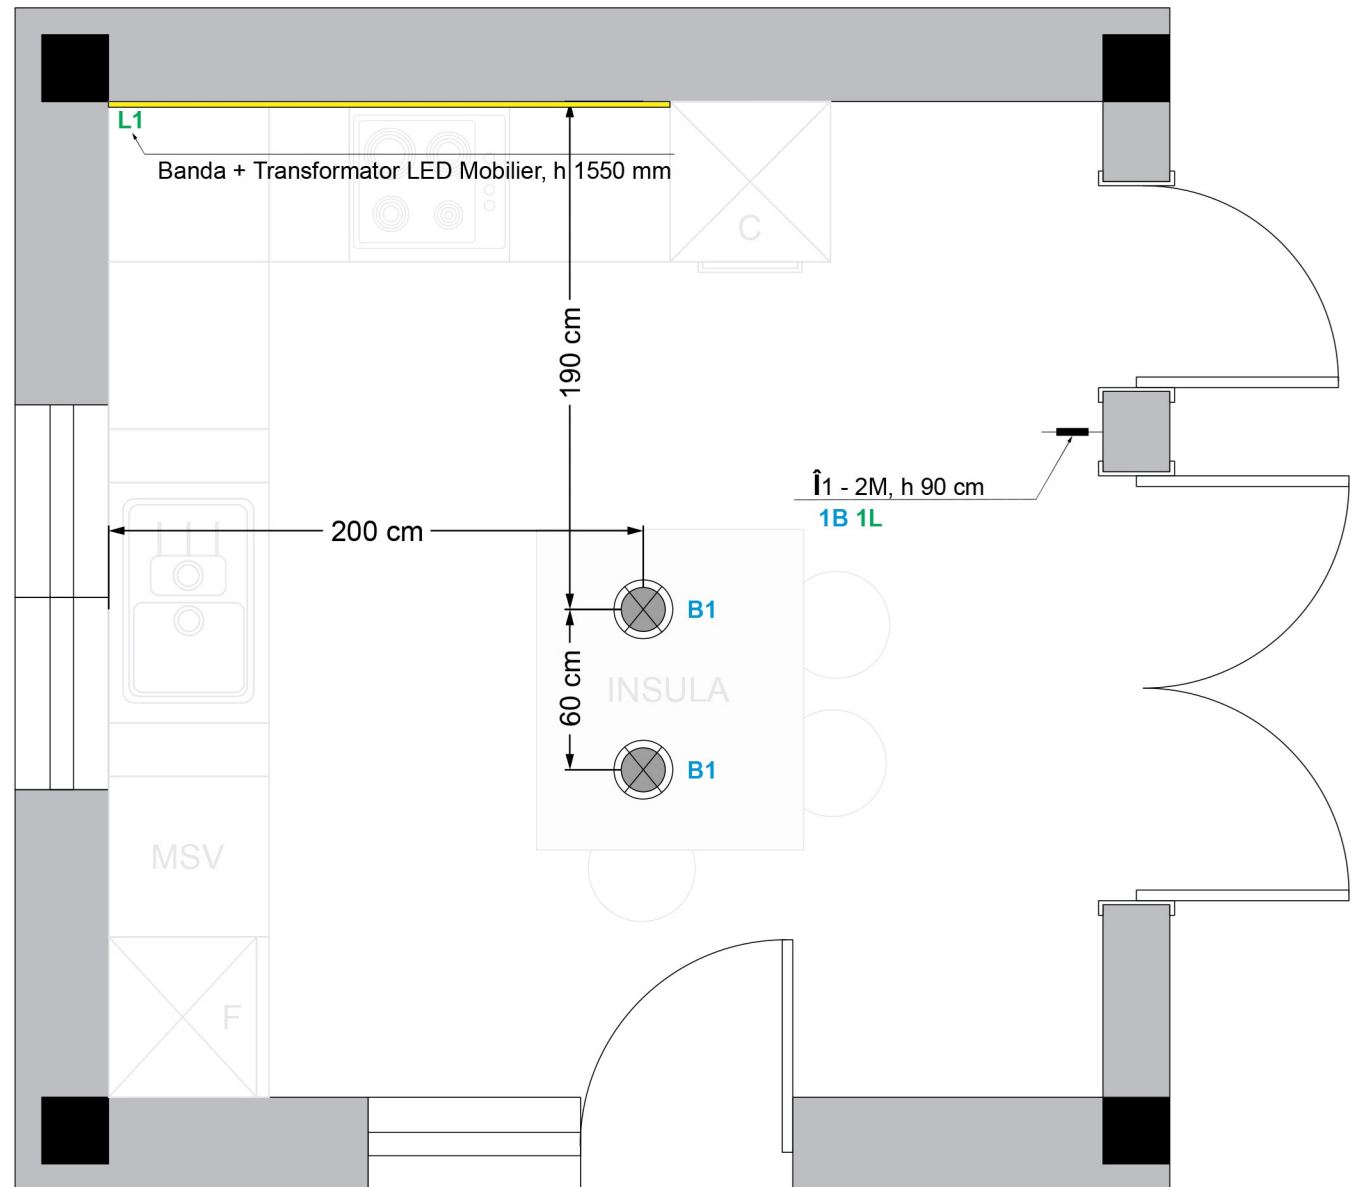 L1
Banda + Transformator LED Mobilier, h 1550 mm
C
190 cm
Î1 - 2M, h 90 cm
1B 1L
200 cm
B1
60 cm
INSULA
B1
MSV
F